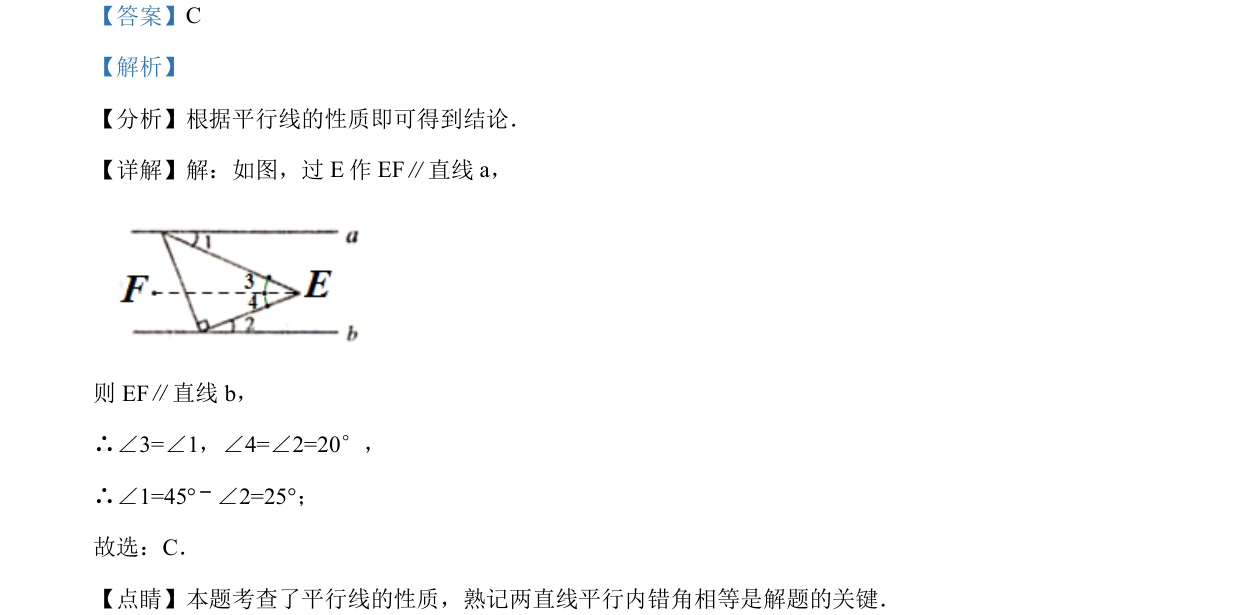 【答案】C
【解析】
【分析】根据平行线的性质即可得到结论.
【详解】解：如图，过 E 作 EF∥直线 a，
1 a
3
F E
4
2 b
则 EF∥直线 b，
∴∠3=∠1，∠4=∠2=20°，
∴∠1=45°－∠2=25°；
故选：C.
【点睛】本题考查了平行线的性质，熟记两直线平行内错角相等是解题的关键.